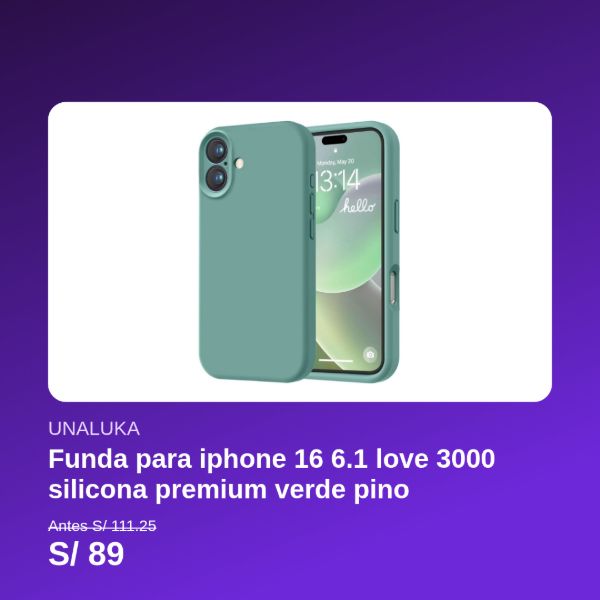 Monday, May 20
13:14
hello
UNALUKA
Funda para iphone 16 6.1 love 3000
silicona premium verde pino
Antes S/ 111.25
S/ 89